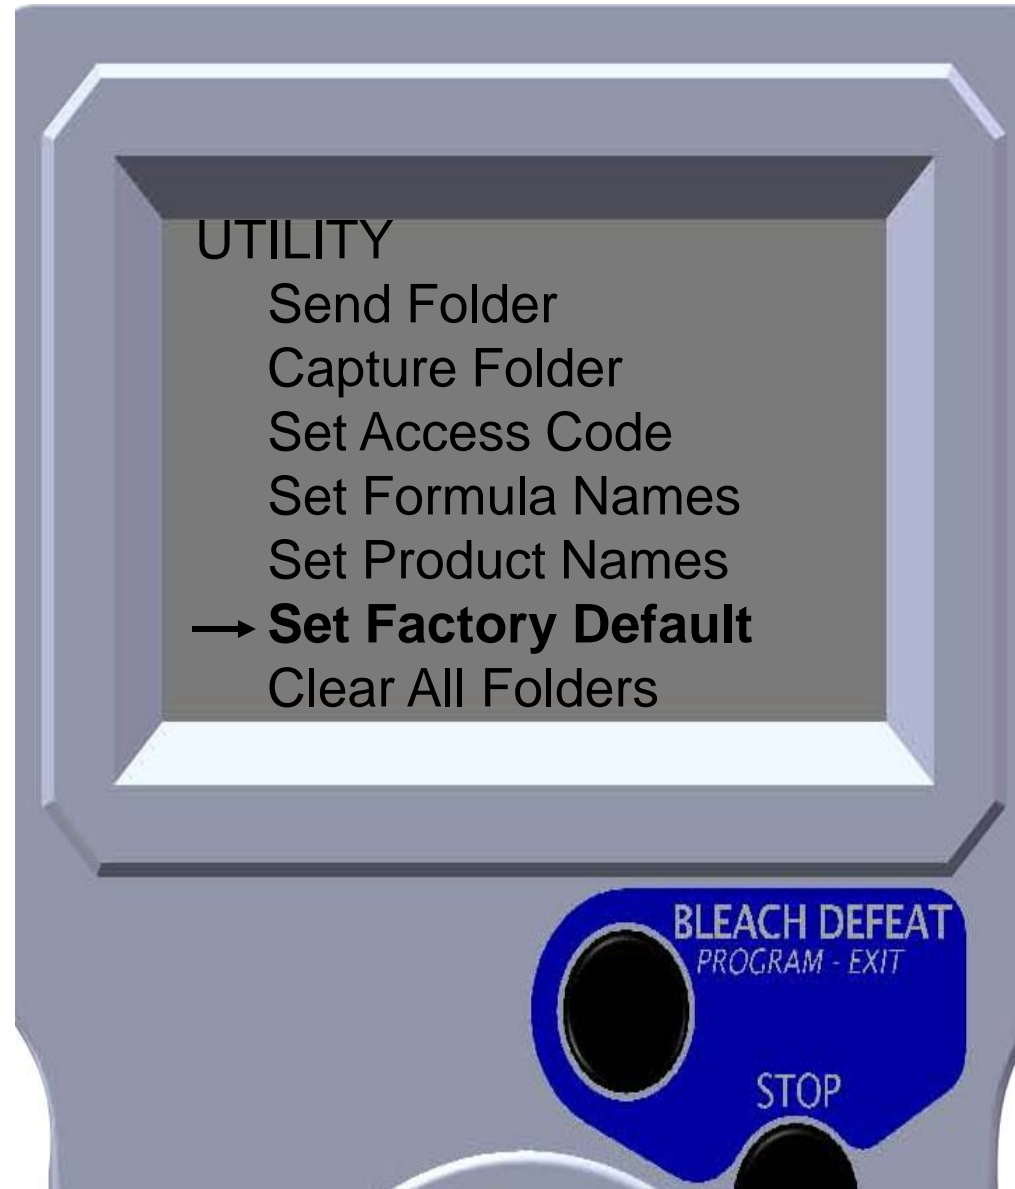 UTILITY
Send Folder
Capture Folder
Set Access Code
Set Formula Names
Set Product Names
Set Factory Default
Clear All Folders
BLEACH DEFEAT
PROGRAM - EXIT
STOP